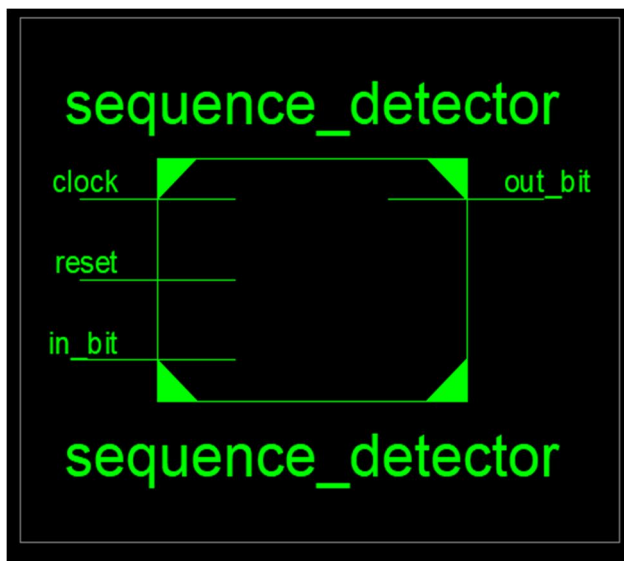 sequence_detector
clock
out_bit
reset
in_bit
sequence_detector